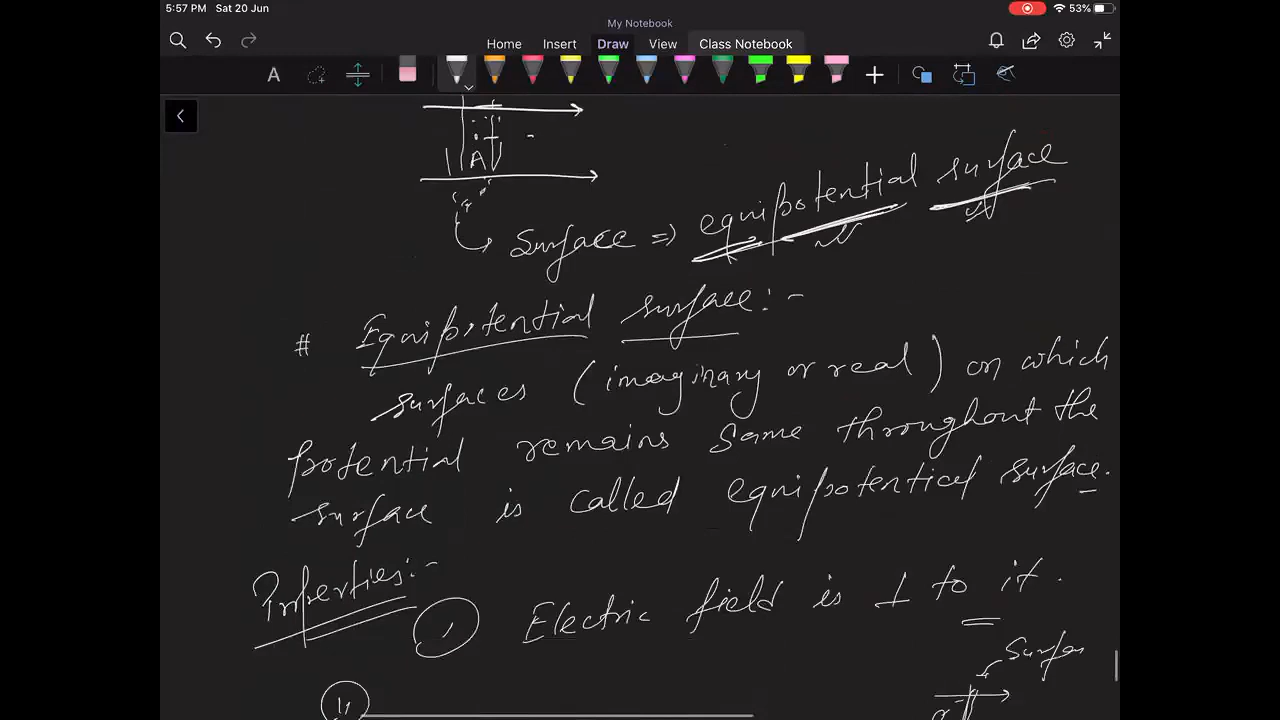 5:57 PM Sat 20 Jun
53%
My Notebook
Home Insert Draw View Class Notebook
A
A
Surface ⇒ equipotential surface
# Equipotential surface:-
surfaces (imaginary or real) on which
potential remains same throughout the
surface is called equipotential surface.
Properties:-
1 Electric field is ⊥ to it.
Surfac
11